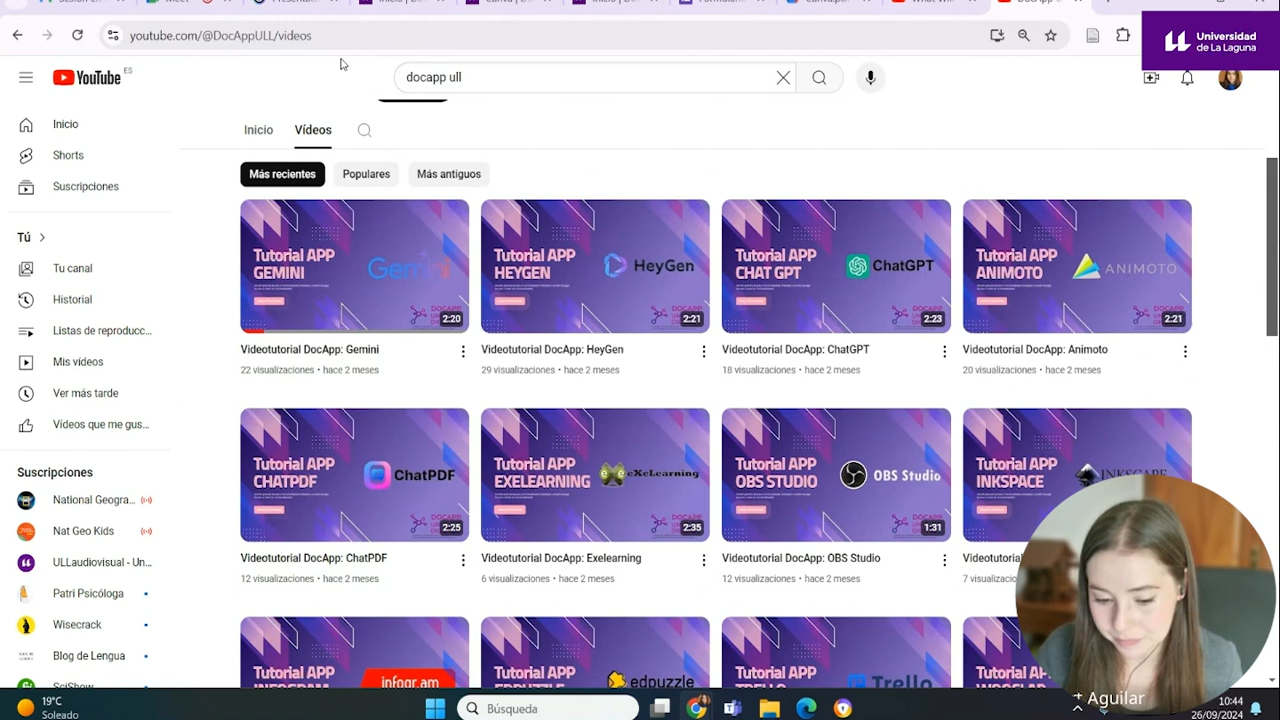 youtube.com/@DocAppULL/videos
Universidad
de La Laguna
YouTube ES
docapp ull
Inicio
Shorts
Suscripciones
Tú
Tu canal
Historial
Listas de reproducc...
Mis vídeos
Ver más tarde
Vídeos que me gus...
Suscripciones
National Geogra...
Nat Geo Kids
ULLaudiovisual - Un...
Patri Psicóloga
Wisecrack
Blog de Lengua
SciShow
Inicio
Vídeos
Más recientes
Populares
Más antiguos
Tutorial APP
GEMINI
Gemini
2:20
Videotutorial DocApp: Gemini
22 visualizaciones • hace 2 meses
Tutorial APP
HEYGEN
HeyGen
2:21
Videotutorial DocApp: HeyGen
29 visualizaciones • hace 2 meses
Tutorial APP
CHAT GPT
ChatGPT
2:23
Videotutorial DocApp: ChatGPT
18 visualizaciones • hace 2 meses
Tutorial APP
ANIMOTO
ANIMOTO
2:21
Videotutorial DocApp: Animoto
20 visualizaciones • hace 2 meses
Tutorial APP
CHATPDF
ChatPDF
2:25
Videotutorial DocApp: ChatPDF
12 visualizaciones • hace 2 meses
Tutorial APP
EXELEARNING
eXeLearning
2:35
Videotutorial DocApp: Exelearning
6 visualizaciones • hace 2 meses
Tutorial APP
OBS STUDIO
OBS Studio
1:31
Videotutorial DocApp: OBS Studio
12 visualizaciones • hace 2 meses
Tutorial APP
INKSPACE
INKSCAPE
7 visualizaciones
Tutorial APP
infogr.am
Tutorial APP
edpuzzle
Tutorial APP
Trello
Tutorial APP
Aguilar
19°C
Soleado
Búsqueda
10:44
26/09/2024